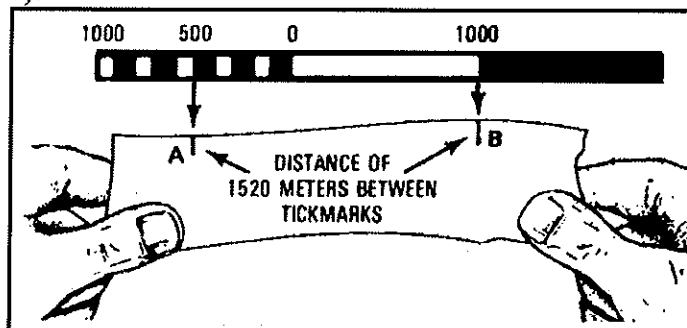 1000 500 0 1000
A B
DISTANCE OF
1520 METERS BETWEEN
TICKMARKS